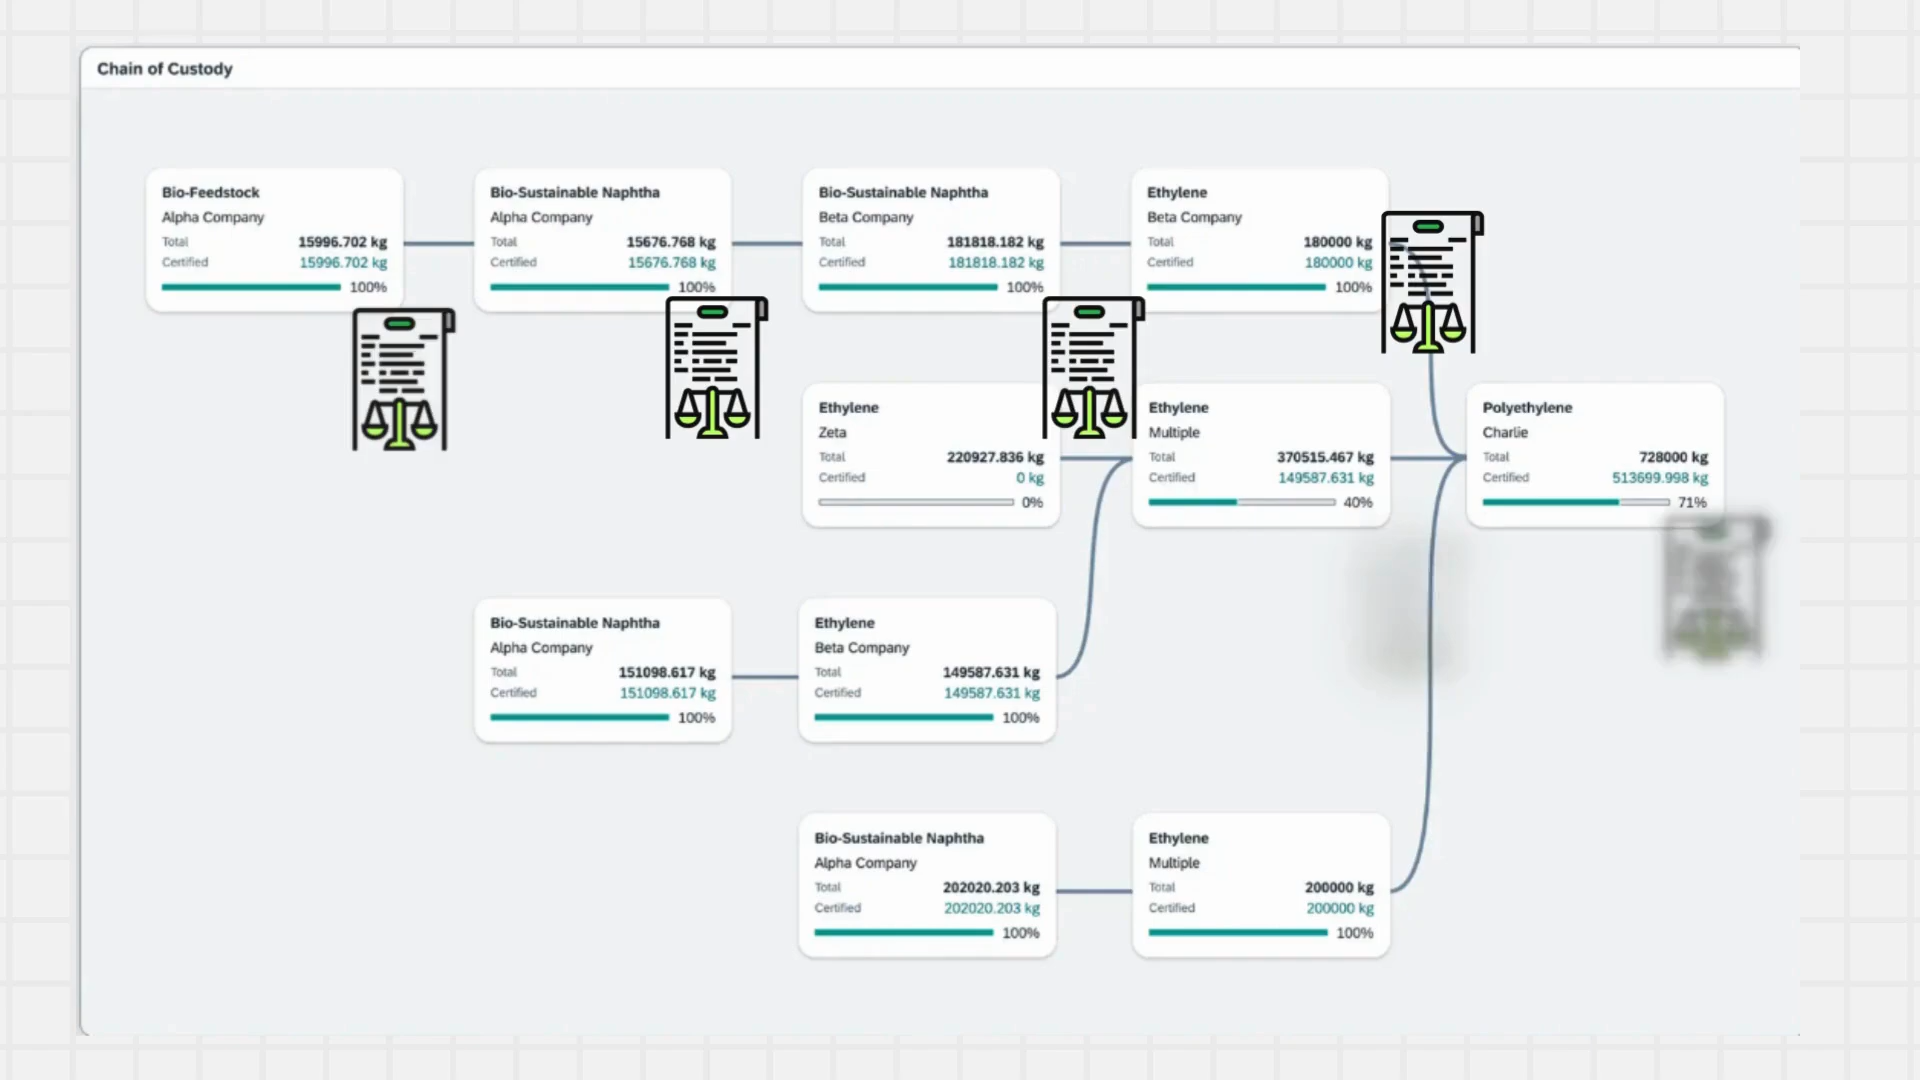 Chain of Custody
Bio-Feedstock
Alpha Company
Total 15996.702 kg
Certified 15996.702 kg
100%
Bio-Sustainable Naphtha
Alpha Company
Total 15676.768 kg
Certified 15676.768 kg
100%
Bio-Sustainable Naphtha
Beta Company
Total 181818.182 kg
Certified 181818.182 kg
100%
Ethylene
Beta Company
Total 180000 kg
Certified 180000 kg
100%
Ethylene
Zeta
Total 220927.836 kg
Certified 0 kg
0%
Ethylene
Multiple
Total 370515.467 kg
Certified 149587.631 kg
40%
Polyethylene
Charlie
Total 728000 kg
Certified 513699.998 kg
71%
Bio-Sustainable Naphtha
Alpha Company
Total 151098.617 kg
Certified 151098.617 kg
100%
Ethylene
Beta Company
Total 149587.631 kg
Certified 149587.631 kg
100%
Bio-Sustainable Naphtha
Alpha Company
Total 202020.203 kg
Certified 202020.203 kg
100%
Ethylene
Multiple
Total 200000 kg
Certified 200000 kg
100%